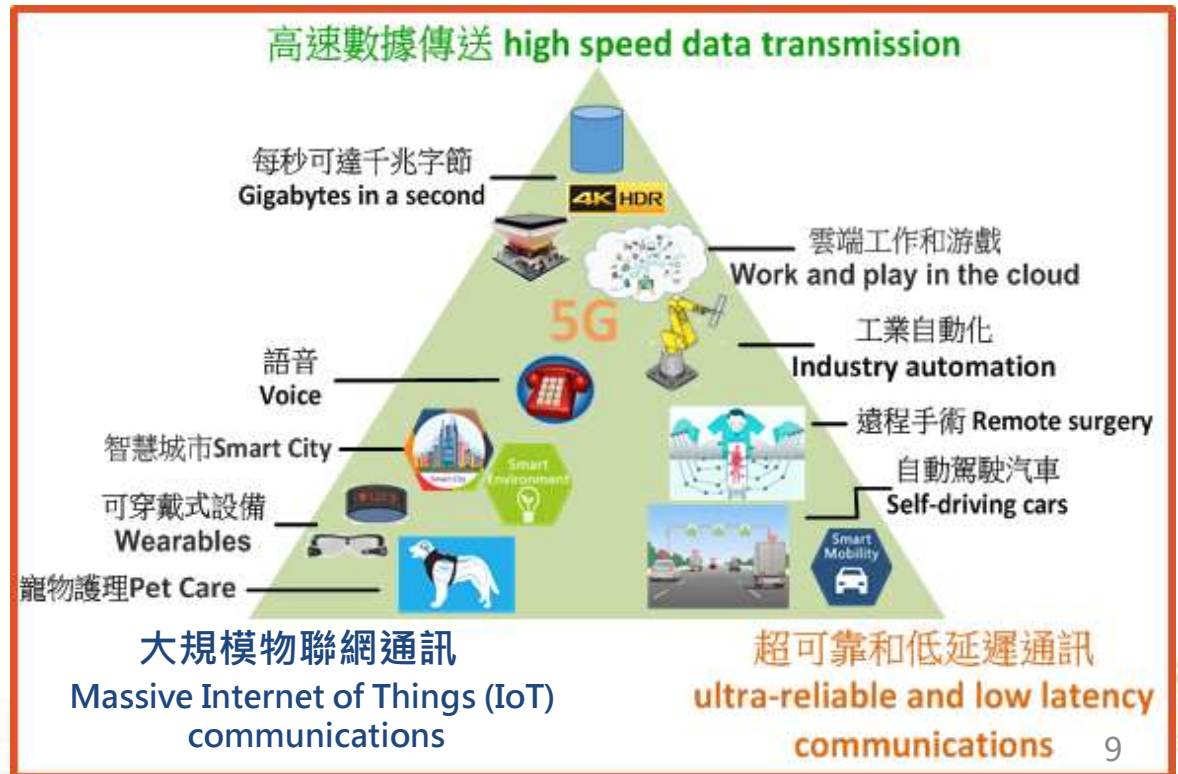 高速數據傳送 high speed data transmission
每秒可達千兆字節
Gigabytes in a second
4K HDR
雲端工作和游戲
Work and play in the cloud
5G
工業自動化
Industry automation
語音
Voice
遠程手術 Remote surgery
智慧城市Smart City
Smart City
Smart
Environment
自動駕駛汽車
Self-driving cars
可穿戴式設備
Wearables
Smart
Mobility
寵物護理Pet Care
大規模物聯網通訊
Massive Internet of Things (IoT)
communications
超可靠和低延遲通訊
ultra-reliable and low latency
communications
9